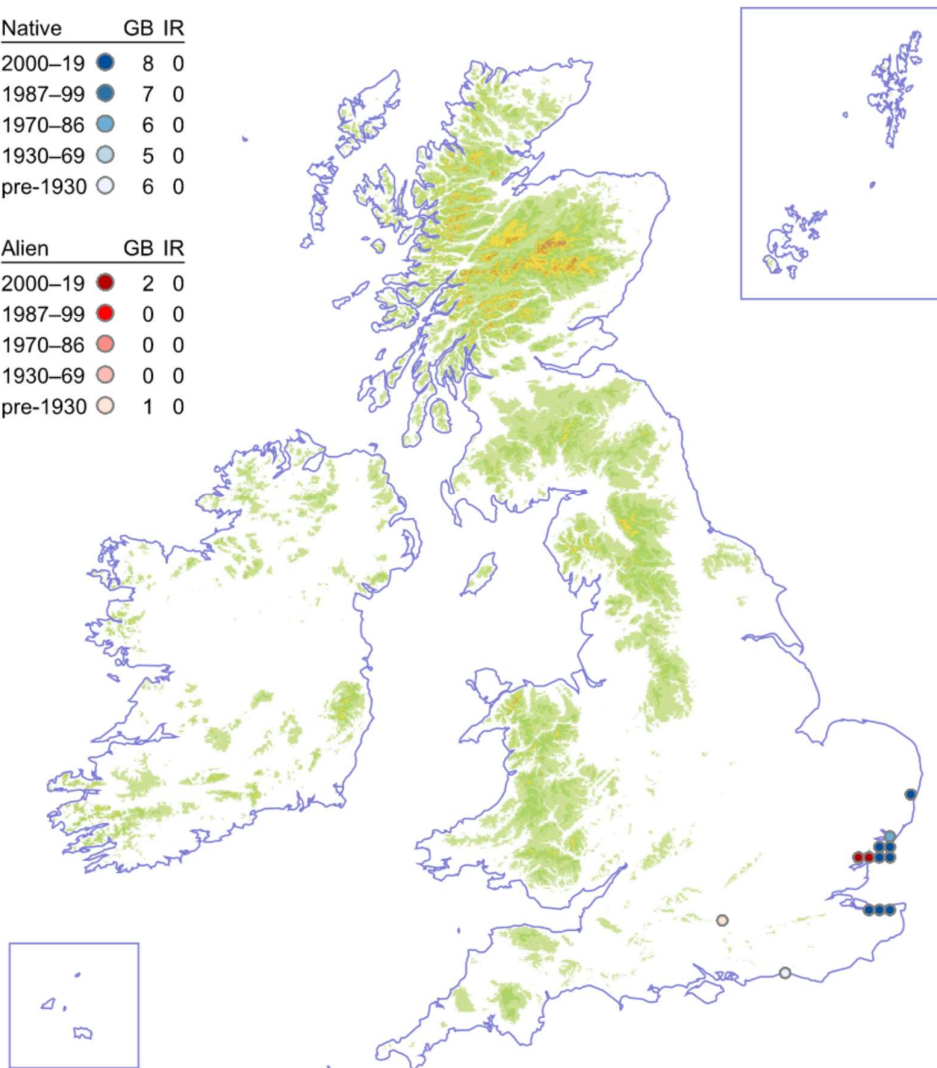 Native GB IR
2000–19 8 0
1987–99 7 0
1970–86 6 0
1930–69 5 0
pre-1930 6 0
Alien GB IR
2000–19 2 0
1987–99 0 0
1970–86 0 0
1930–69 0 0
pre-1930 1 0